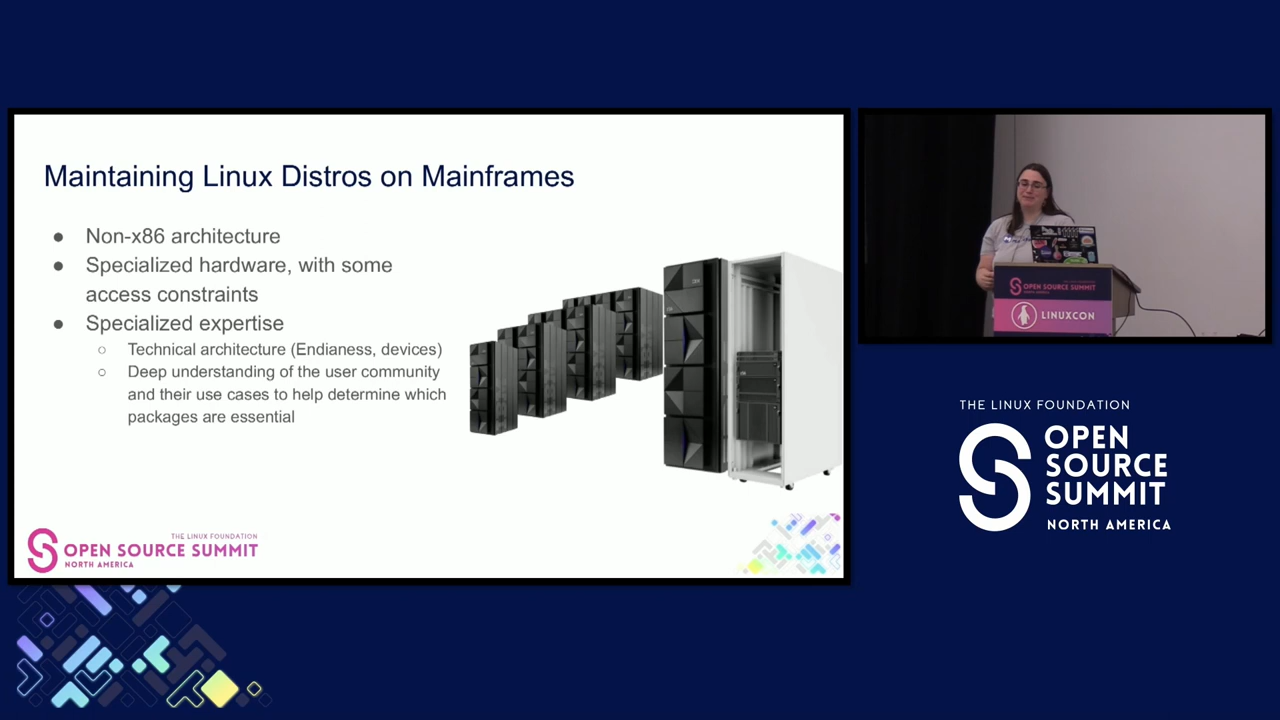 Maintaining Linux Distros on Mainframes
● Non-x86 architecture
● Specialized hardware, with some
access constraints
● Specialized expertise
○ Technical architecture (Endianess, devices)
○ Deep understanding of the user community
and their use cases to help determine which
packages are essential
THE LINUX FOUNDATION
OPEN SOURCE SUMMIT
NORTH AMERICA
OPEN SOURCE SUMMIT
LINUXCON
THE LINUX FOUNDATION
OPEN
SOURCE
SUMMIT
NORTH AMERICA